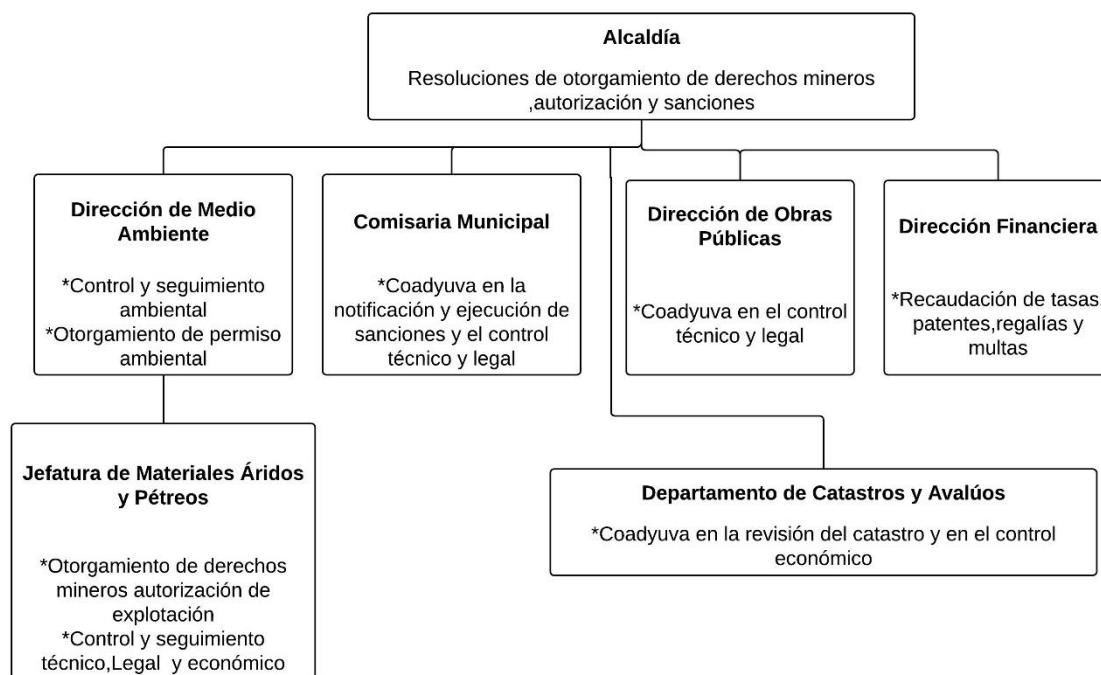 Alcaldía
Resoluciones de otorgamiento de derechos mineros
,autorización y sanciones
Dirección de Medio
Ambiente
*Control y seguimiento
ambiental
*Otorgamiento de permiso
ambiental
Comisaria Municipal
*Coadyuva en la
notificación y ejecución de
sanciones y el control
técnico y legal
Dirección de Obras
Públicas
*Coadyuva en el control
técnico y legal
Dirección Financiera
*Recaudación de tasas,
patentes,regalías y
multas
Jefatura de Materiales Áridos
y Pétreos
*Otorgamiento de derechos
mineros autorización de
explotación
*Control y seguimiento
técnico,Legal y económico
Departamento de Catastros y Avalúos
*Coadyuva en la revisión del catastro y en el control
económico